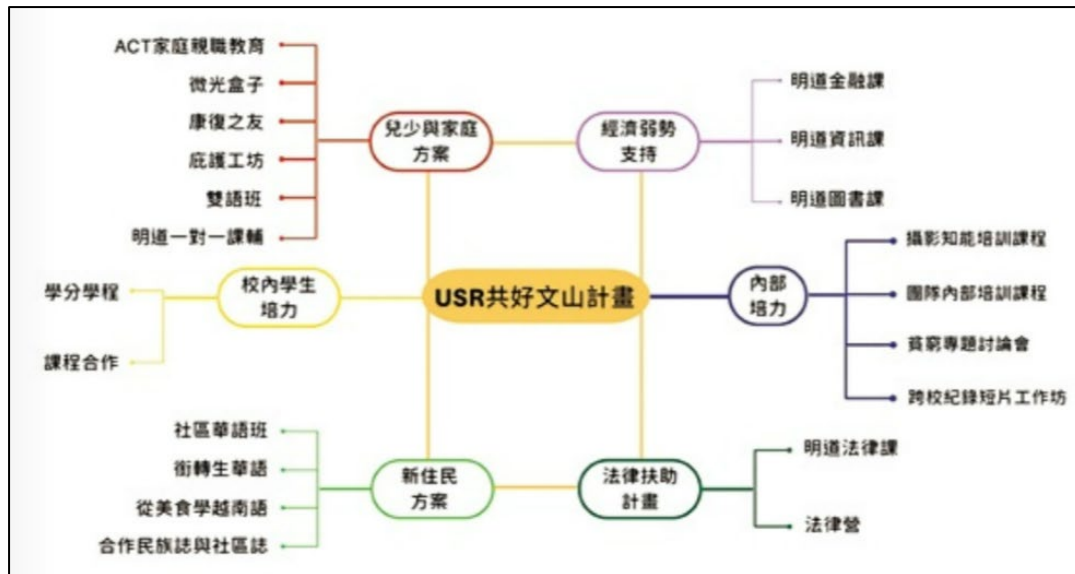 ACT家庭親職教育
微光盒子
康復之友
庇護工坊
雙語班
明道一對一課輔
兒少與家庭
方案
經濟弱勢
支持
明道金融課
明道資訊課
明道圖書課
學分學程
課程合作
校內學生
培力
USR共好文山計畫
內部
培力
攝影知能培訓課程
團隊內部培訓課程
貧窮專題討論會
跨校紀錄短片工作坊
社區華語班
銜轉生華語
從美食學越南語
合作民族誌與社區誌
新住民
方案
法律扶助
計畫
明道法律課
法律營